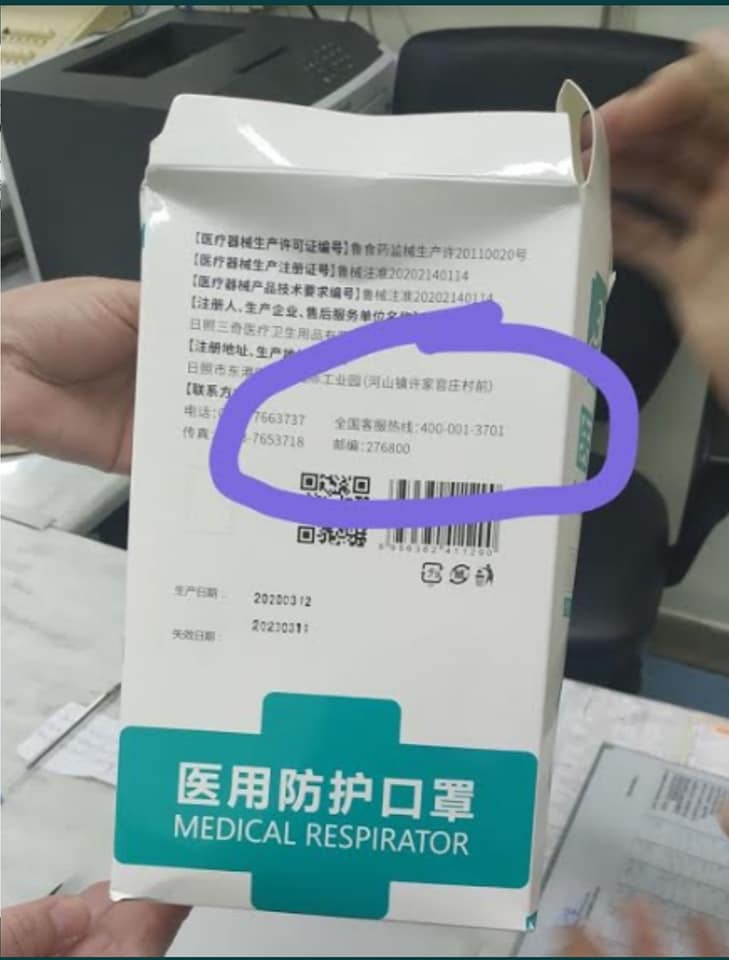 【医疗器械生产许可证编号】鲁食药监械生产许20110020号
【医疗器械生产注册证号】鲁械注准20202140114
【医疗器械产品技术要求编号】鲁械注准20202140114
【注册人、生产企业、售后服务单位名称】
日照三奇医疗卫生用品有
【注册地址、生产地
日照市东港 工业园(河山镇许家官庄村前)
【联系方
电话: 7663737 全国客服热线:400-001-3701
传真: -7653718 邮编:276800
生产日期: 20200312
失效日期: 20230311
医用防护口罩
MEDICAL RESPIRATOR